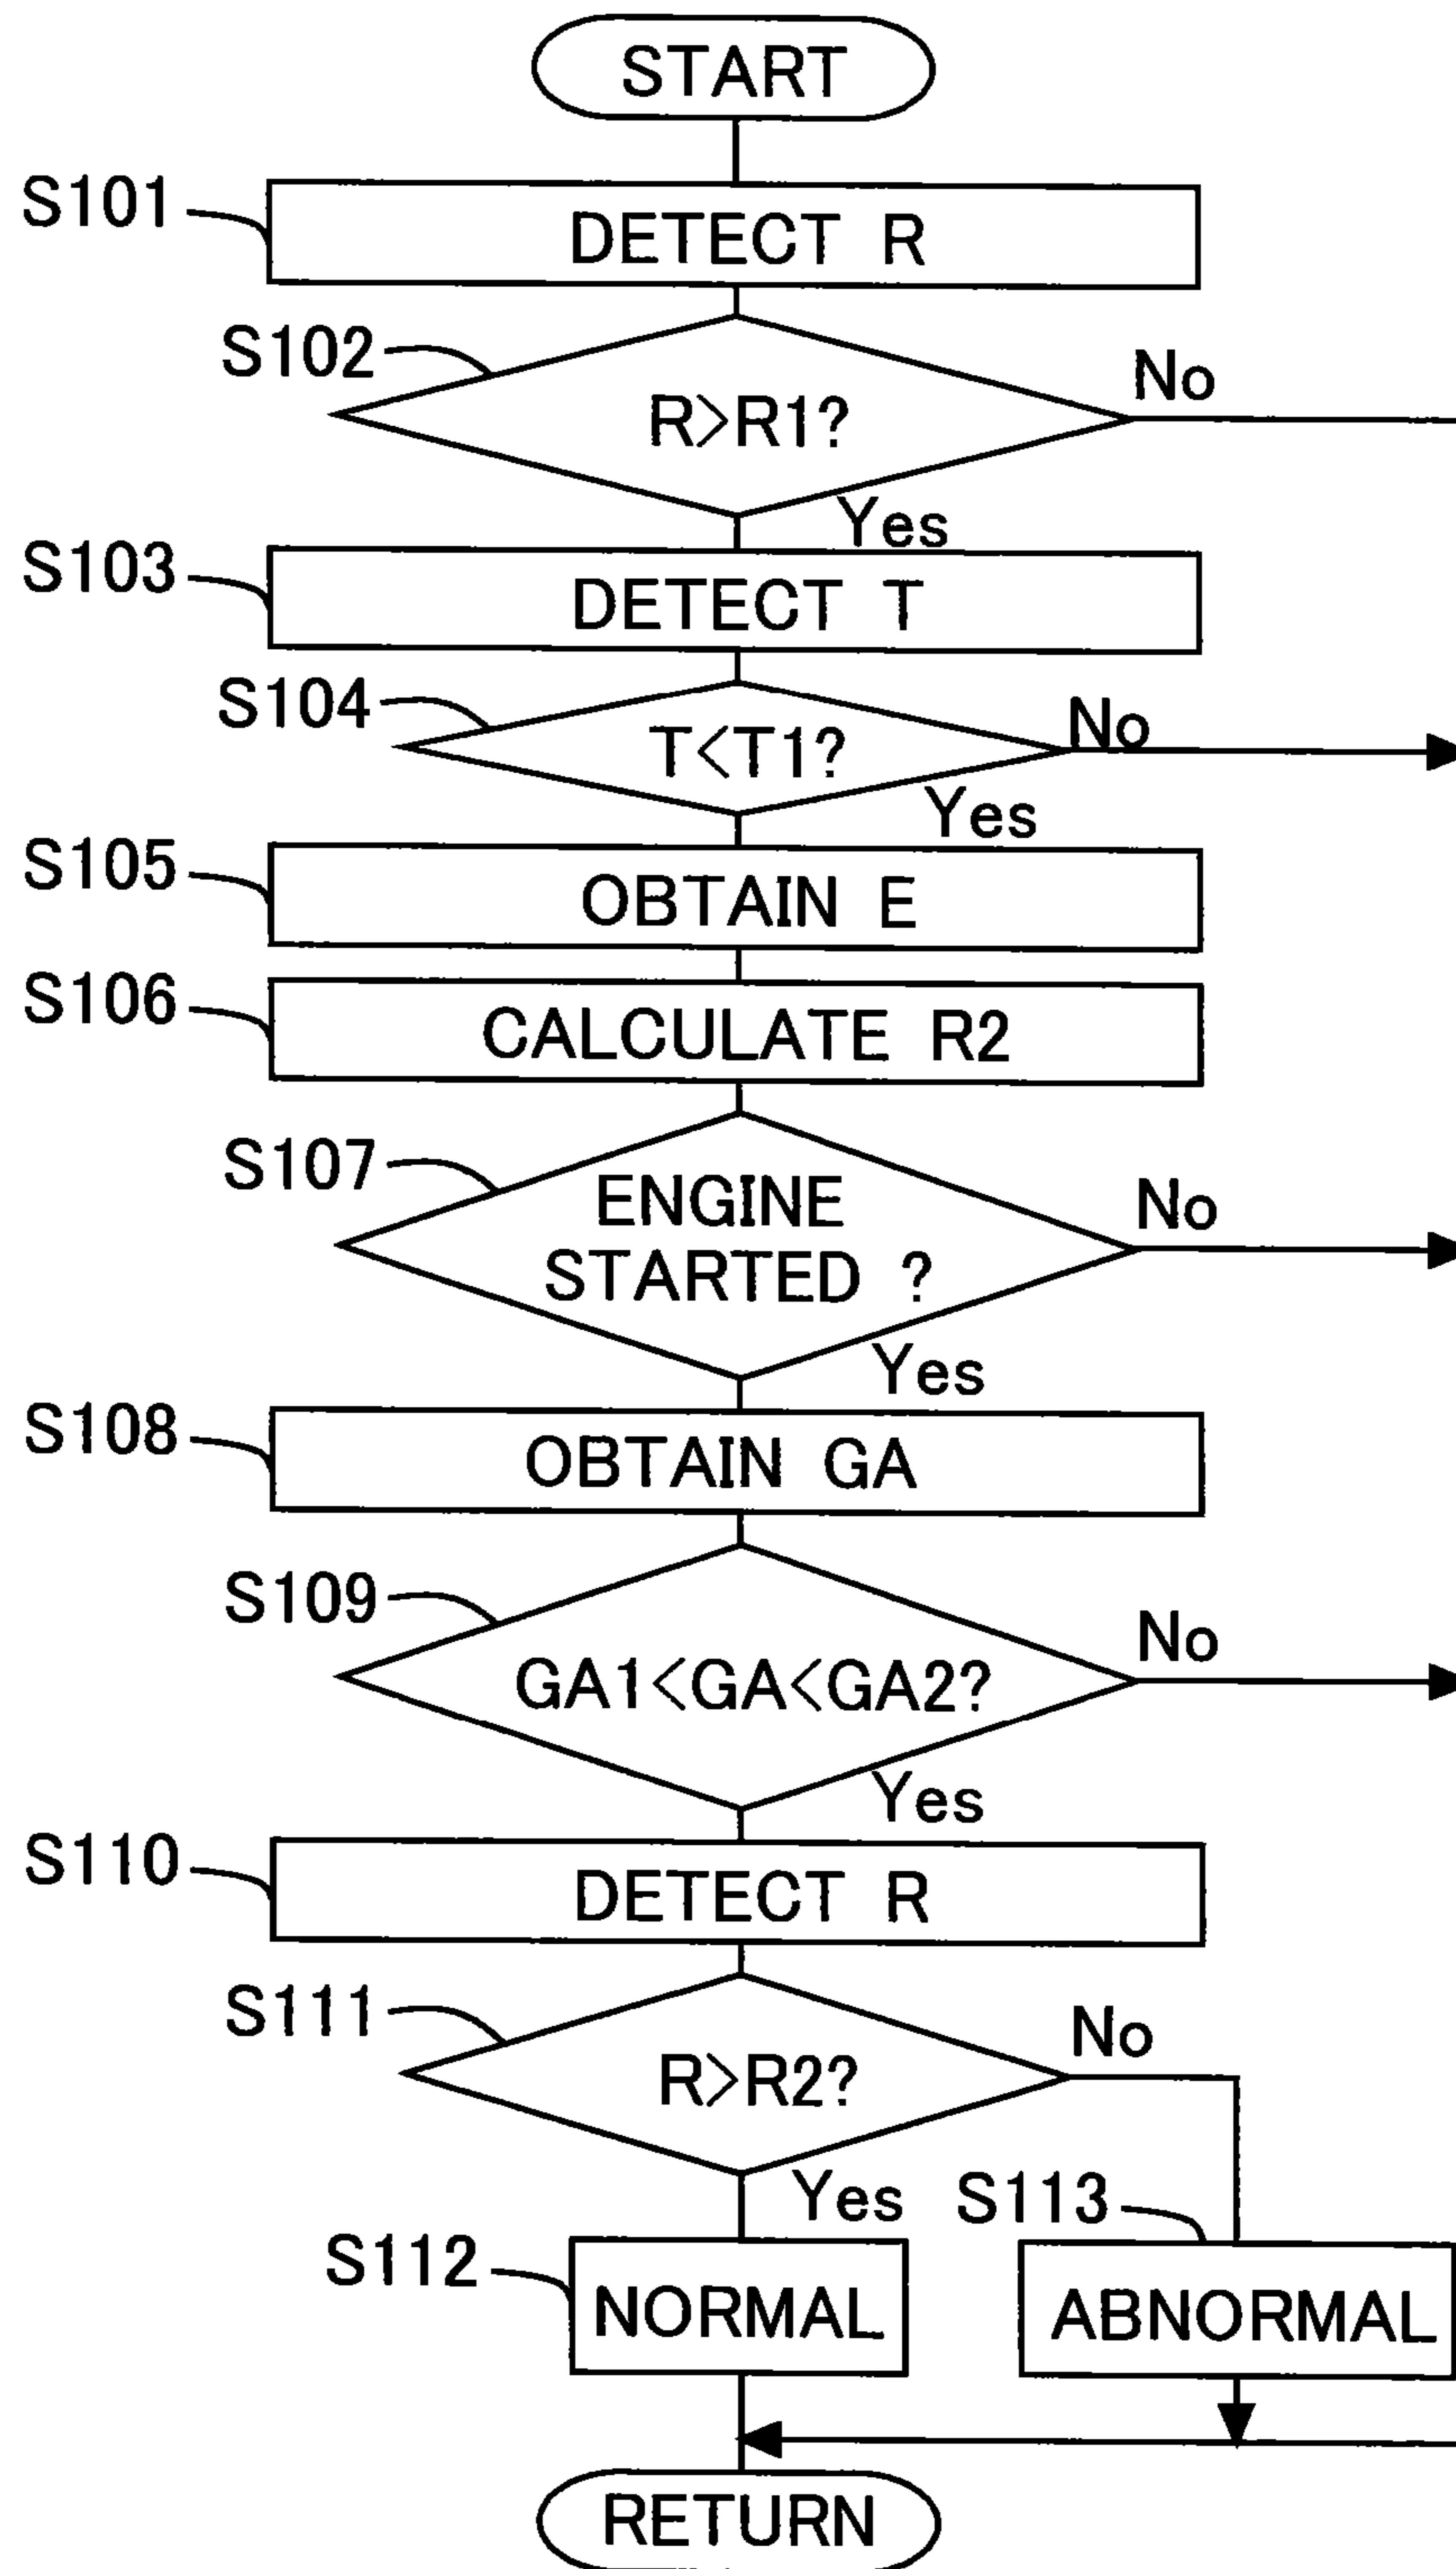 START
S101
DETECT R
S102
R>R1?
No
Yes
S103
DETECT T
S104
T<T1?
No
Yes
S105
OBTAIN E
S106
CALCULATE R2
S107
ENGINE
STARTED ?
No
Yes
S108
OBTAIN GA
S109
GA1<GA<GA2?
No
Yes
S110
DETECT R
S111
R>R2?
No
Yes
S113
S112
NORMAL
ABNORMAL
RETURN